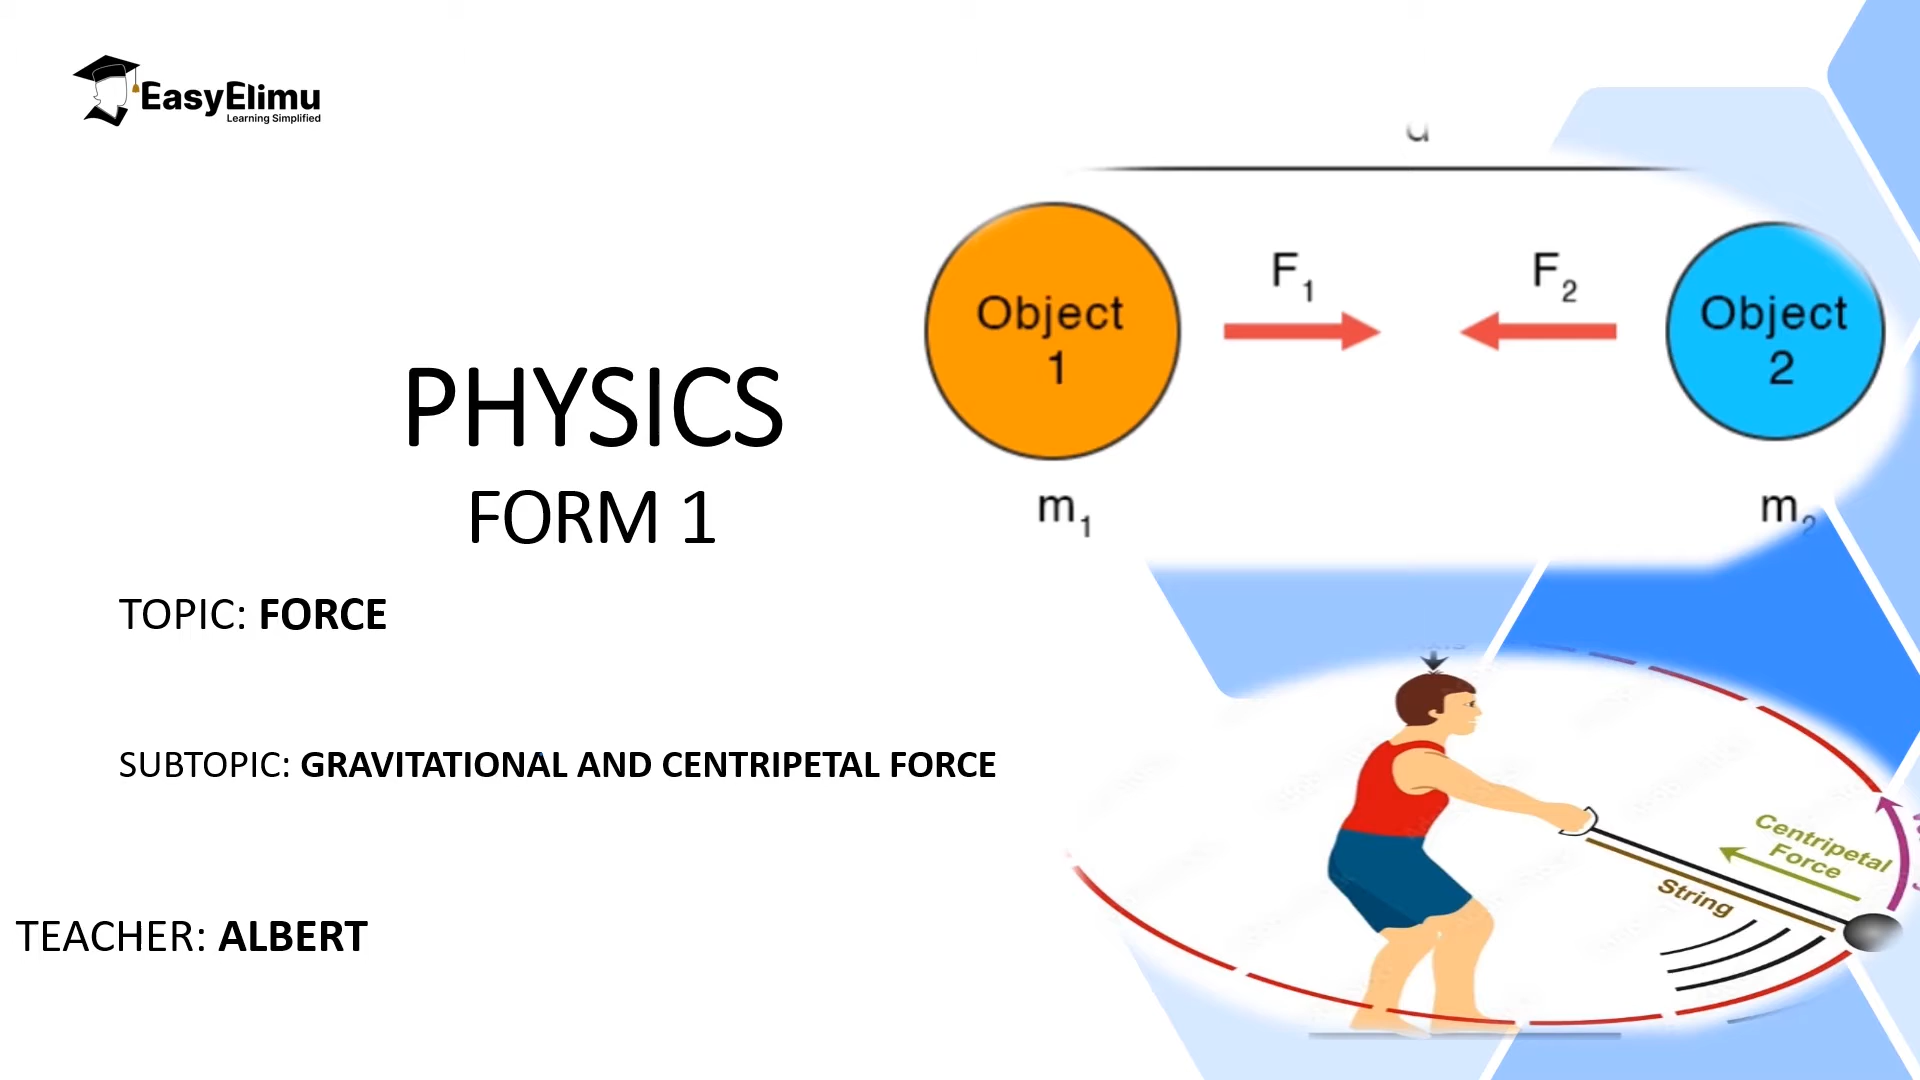 EasyElimu
Learning Simplified
PHYSICS
FORM 1
TOPIC: FORCE
SUBTOPIC: GRAVITATIONAL AND CENTRIPETAL FORCE
TEACHER: ALBERT
Object
1
F1
F2
Object
2
m1
m2
Centripetal
Force
String